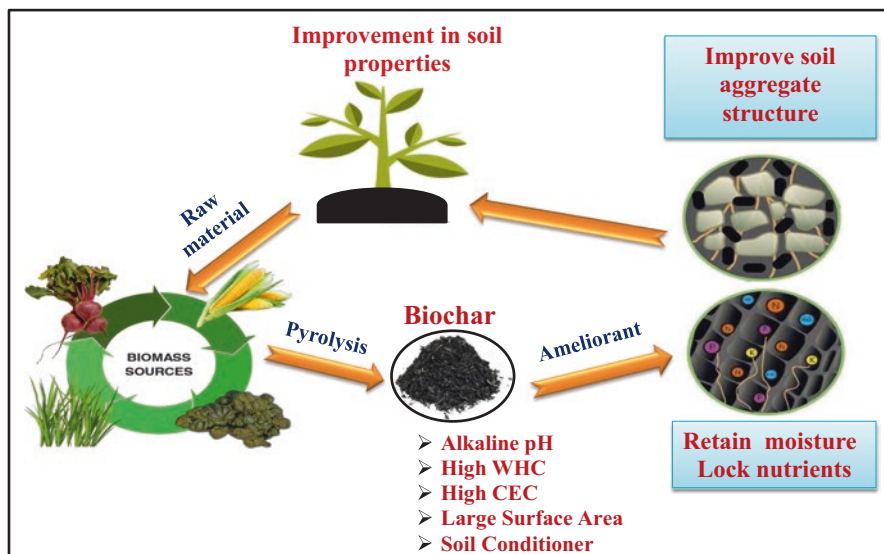 Improvement in soil
properties
Improve soil
aggregate
structure
Raw
material
BIOMASS
SOURCES
Pyrolysis
Biochar
Ameliorant
➢ Alkaline pH
➢ High WHC
➢ High CEC
➢ Large Surface Area
➢ Soil Conditioner
N
P
K
Retain moisture
Lock nutrients